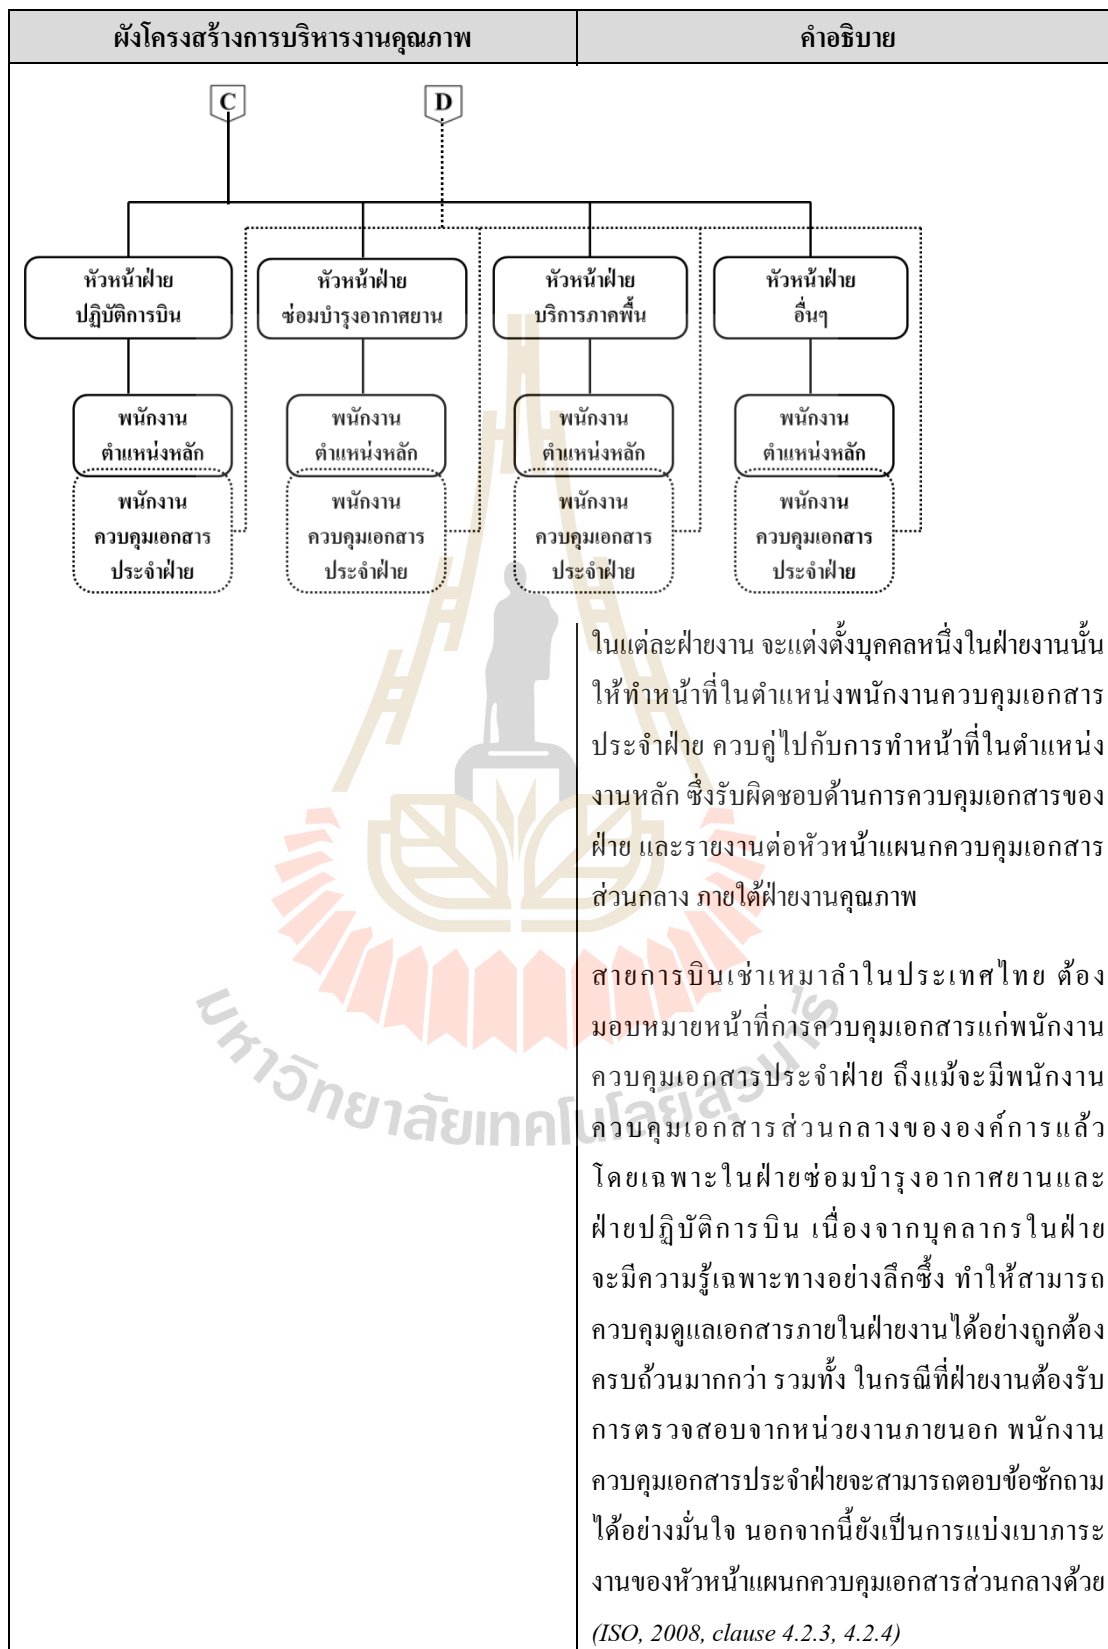 ผังโครงสร้างการบริหารงานคุณภาพ
คำอธิบาย
C
D
หัวหน้าฝ่าย
ปฏิบัติการบิน
หัวหน้าฝ่าย
ซ่อมบำรุงอากาศยาน
หัวหน้าฝ่าย
บริการภาคพื้น
หัวหน้าฝ่าย
อื่นๆ
พนักงาน
ตำแหน่งหลัก
พนักงาน
ควบคุมเอกสาร
ประจำฝ่าย
พนักงาน
ตำแหน่งหลัก
พนักงาน
ควบคุมเอกสาร
ประจำฝ่าย
พนักงาน
ตำแหน่งหลัก
พนักงาน
ควบคุมเอกสาร
ประจำฝ่าย
พนักงาน
ตำแหน่งหลัก
พนักงาน
ควบคุมเอกสาร
ประจำฝ่าย
ในแต่ละฝ่ายงาน จะแต่งตั้งบุคคลหนึ่งในฝ่ายงานนั้น
ให้ทำหน้าที่ในตำแหน่งพนักงานควบคุมเอกสาร
ประจำฝ่าย ควบคู่ไปกับการทำหน้าที่ในตำแหน่ง
งานหลัก ซึ่งรับผิดชอบด้านการควบคุมเอกสารของ
ฝ่าย และรายงานต่อหัวหน้าแผนกควบคุมเอกสาร
ส่วนกลาง ภายใต้ฝ่ายงานคุณภาพ
สายการบินเช่าเหมาลำในประเทศไทย ต้อง
มอบหมายหน้าที่การควบคุมเอกสารแก่พนักงาน
ควบคุมเอกสารประจำฝ่าย ถึงแม้จะมีพนักงาน
ควบคุมเอกสารส่วนกลางขององค์การแล้ว
โดยเฉพาะในฝ่ายซ่อมบำรุงอากาศยานและ
ฝ่ายปฏิบัติการบิน เนื่องจากบุคลากรในฝ่าย
จะมีความรู้เฉพาะทางอย่างลึกซึ้ง ทำให้สามารถ
ควบคุมดูแลเอกสารภายในฝ่ายงานได้อย่างถูกต้อง
ครบถ้วนมากกว่า รวมทั้ง ในกรณีที่ฝ่ายงานต้องรับ
การตรวจสอบจากหน่วยงานภายนอก พนักงาน
ควบคุมเอกสารประจำฝ่ายจะสามารถตอบข้อซักถาม
ได้อย่างมั่นใจ นอกจากนี้ยังเป็นการแบ่งเบาภาระ
งานของหัวหน้าแผนกควบคุมเอกสารส่วนกลางด้วย
(ISO, 2008, clause 4.2.3, 4.2.4)
มหาวิทยาลัยเทคโนโลยีสุรนารี